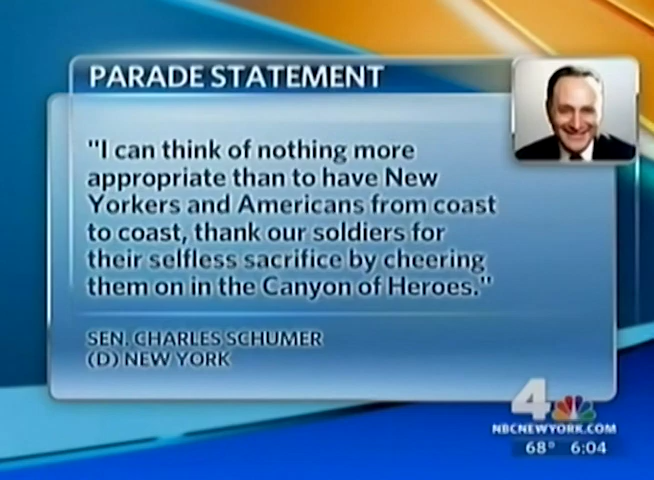 PARADE STATEMENT
"I can think of nothing more
appropriate than to have New
Yorkers and Americans from coast
to coast, thank our soldiers for
their selfless sacrifice by cheering
them on in the Canyon of Heroes."
SEN. CHARLES SCHUMER
(D) NEW YORK
4
NBCNEWYORK.COM
68° 6:04